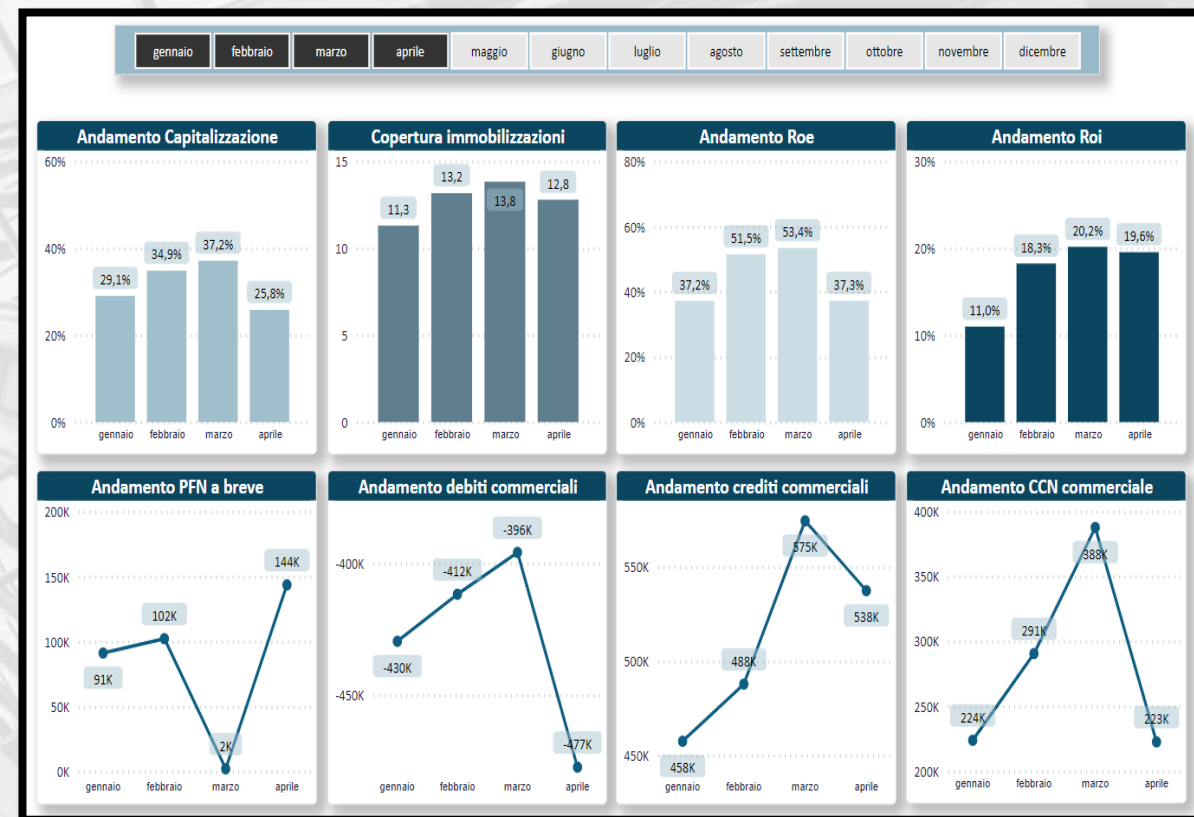 gennaio febbraio marzo aprile maggio giugno luglio agosto settembre ottobre novembre dicembre
Andamento Capitalizzazione
60%
40%
20%
0%
29,1%
34,9%
37,2%
25,8%
gennaio febbraio marzo aprile
Copertura immobilizzazioni
15
10
5
0
11,3
13,2
13,8
12,8
gennaio febbraio marzo aprile
Andamento Roe
80%
60%
40%
20%
0%
37,2%
51,5%
53,4%
37,3%
gennaio febbraio marzo aprile
Andamento Roi
30%
20%
10%
0%
11,0%
18,3%
20,2%
19,6%
gennaio febbraio marzo aprile
Andamento PFN a breve
200K
150K
100K
50K
0K
91K
102K
2K
144K
gennaio febbraio marzo aprile
Andamento debiti commerciali
-400K
-450K
-430K
-412K
-396K
-477K
gennaio febbraio marzo aprile
Andamento crediti commerciali
550K
500K
450K
458K
488K
575K
538K
gennaio febbraio marzo aprile
Andamento CCN commerciale
400K
350K
300K
250K
200K
224K
291K
388K
223K
gennaio febbraio marzo aprile